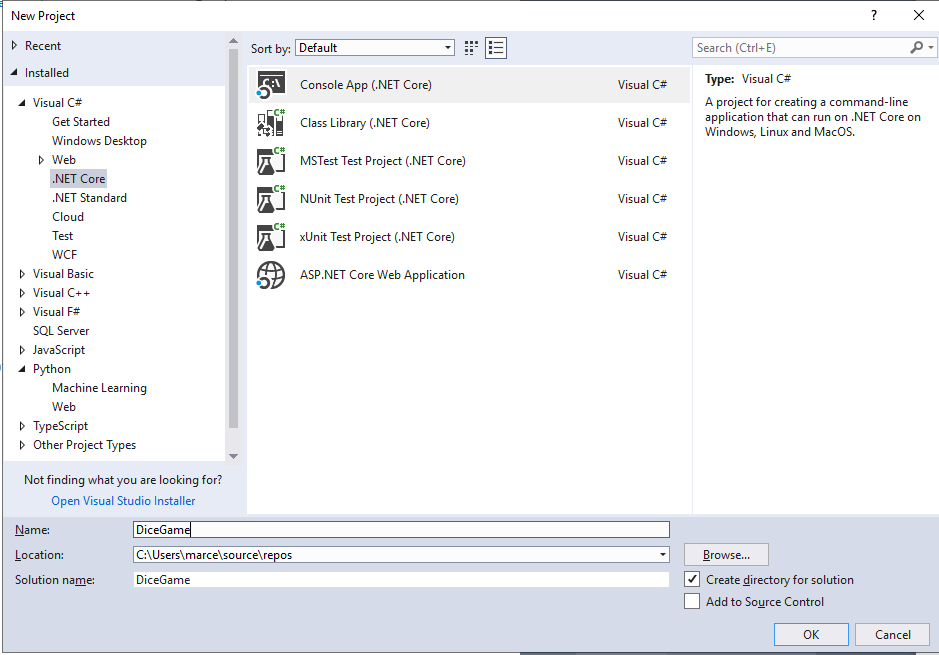 New Project
?
Recent
Installed
Visual C#
Get Started
Windows Desktop
Web
.NET Core
.NET Standard
Cloud
Test
WCF
Visual Basic
Visual C++
Visual F#
SQL Server
JavaScript
Python
Machine Learning
Web
TypeScript
Other Project Types
Not finding what you are looking for?
Open Visual Studio Installer
Sort by: Default
Console App (.NET Core) Visual C#
Class Library (.NET Core) Visual C#
MSTest Test Project (.NET Core) Visual C#
NUnit Test Project (.NET Core) Visual C#
xUnit Test Project (.NET Core) Visual C#
ASP.NET Core Web Application Visual C#
Search (Ctrl+E)
Type: Visual C#
A project for creating a command-line
application that can run on .NET Core on
Windows, Linux and MacOS.
Name: DiceGame
Location: C:\Users\marce\source\repos Browse...
Solution name: DiceGame Create directory for solution
Add to Source Control
OK Cancel